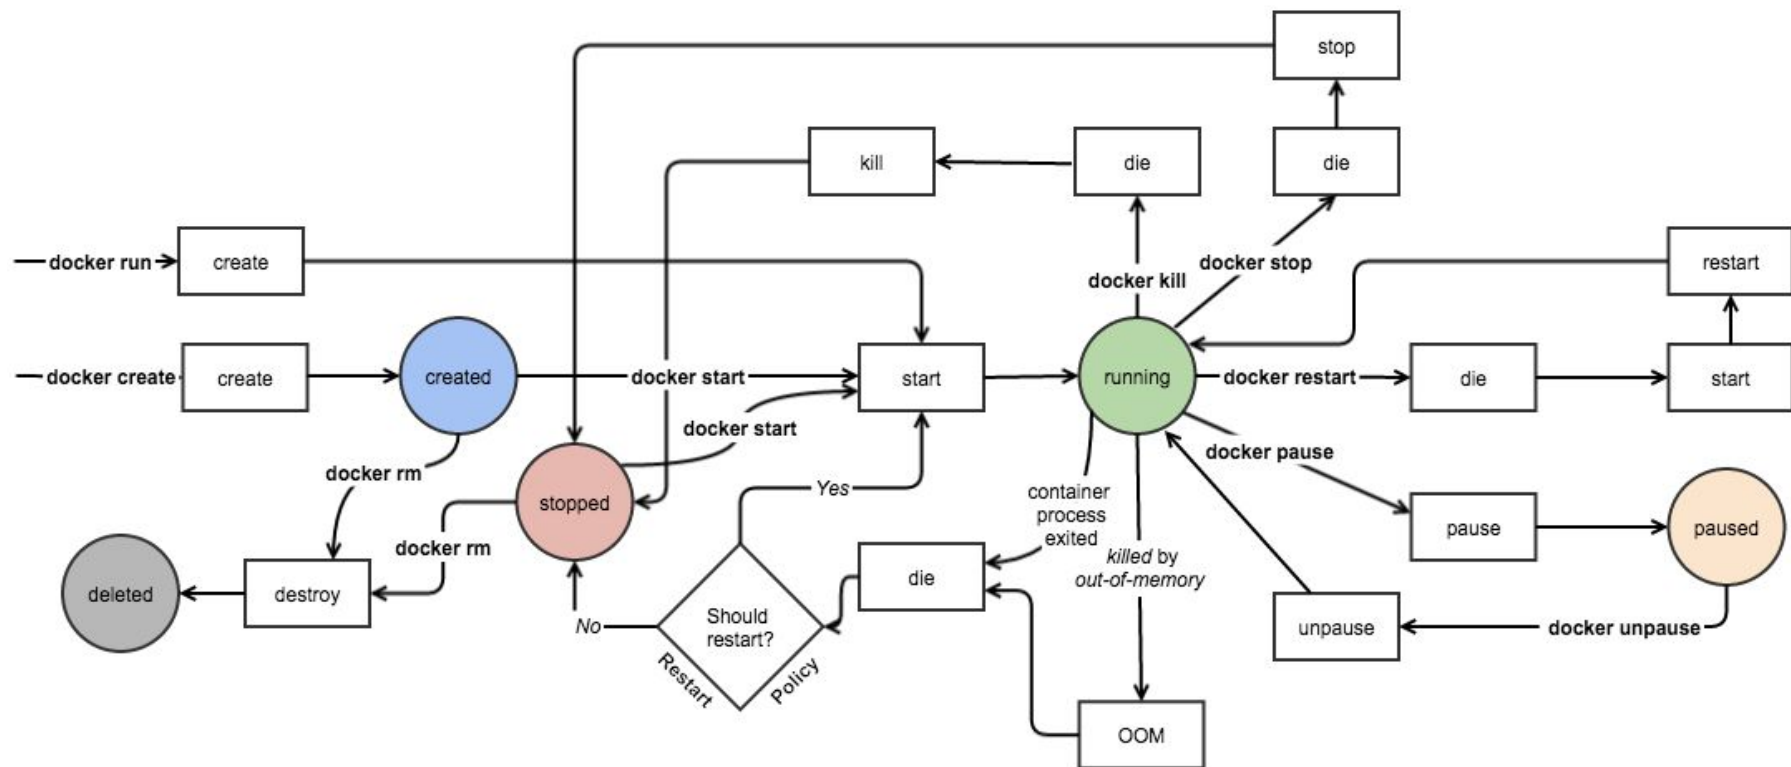 stop
kill
die
die
docker run
create
docker kill
docker stop
restart
docker create
create
created
docker start
start
running
docker restart
die
start
docker start
docker pause
docker rm
stopped
Yes
container
process
exited
pause
paused
docker rm
killed by
out-of-memory
deleted
destroy
die
No
Should
restart?
Restart
Policy
unpause
docker unpause
OOM